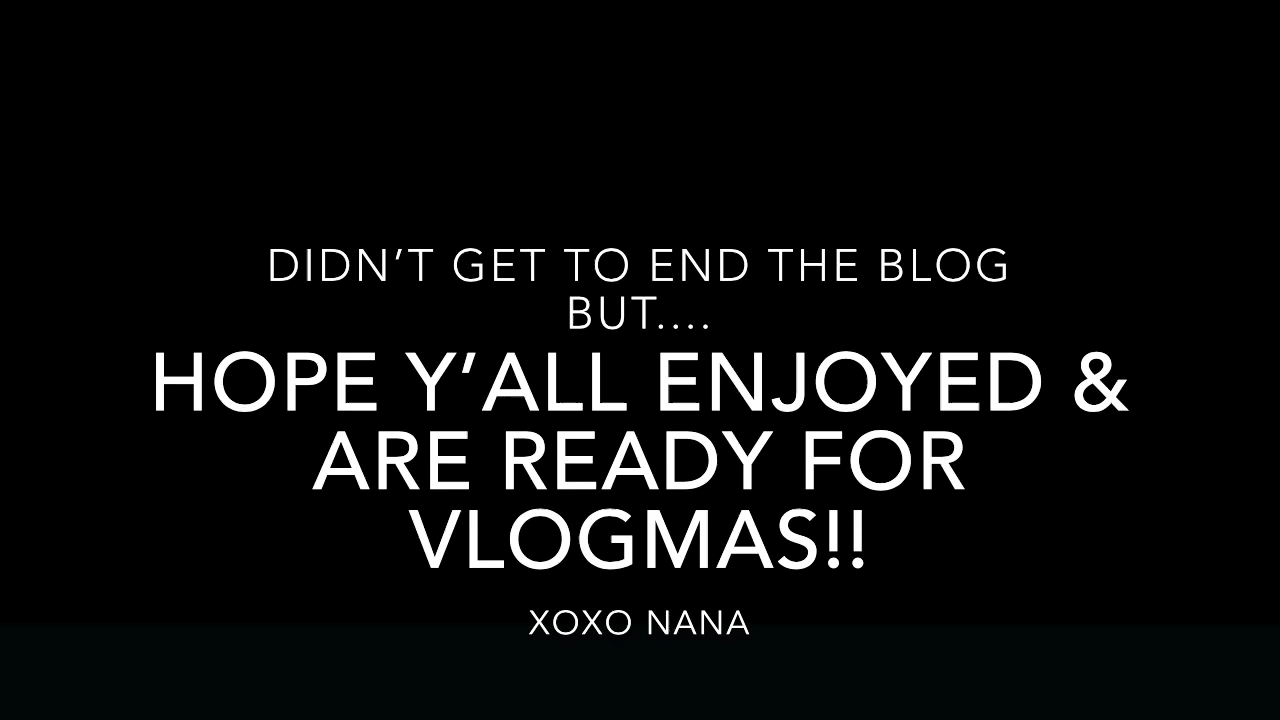 DIDN’T GET TO END THE BLOG
BUT....
HOPE Y’ALL ENJOYED &
ARE READY FOR
VLOGMAS!!
XOXO NANA